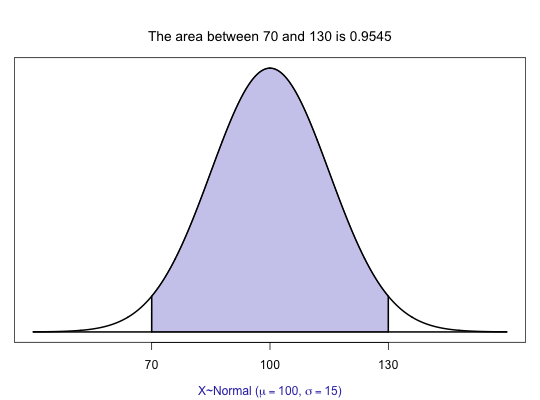 The area between 70 and 130 is 0.9545
70 100 130
X~Normal (μ = 100, σ = 15)